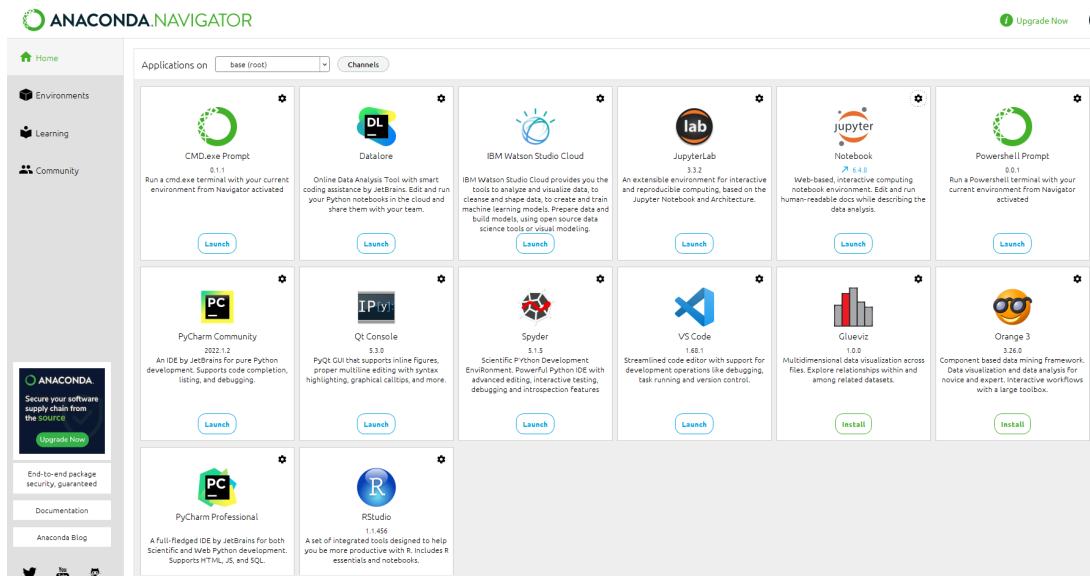 ANACONDA.NAVIGATOR
Upgrade Now
Home
Environments
Learning
Community
Applications on
base (root)
Channels
CMD.exe Prompt
0.1.1
Run a cmd.exe terminal with your current
environment from Navigator activated
Launch
DL
Datalore
Online Data Analysis Tool with smart
coding assistance by JetBrains. Edit and run
your Python notebooks in the cloud and
share them with your team.
Launch
IBM Watson Studio Cloud
IBM Watson Studio Cloud provides you the
tools to analyze and visualize data, to
cleanse and shape data, to create and train
machine learning models. Prepare data and
build models, using open source data
science tools or visual modeling.
Launch
lab
JupyterLab
3.3.2
An extensible environment for interactive
and reproducible computing, based on the
Jupyter Notebook and Architecture.
Launch
jupyter
Notebook
6.4.0
Web-based, interactive computing
notebook environment. Edit and run
human-readable docs while describing the
data analysis.
Launch
Powershell Prompt
0.0.1
Run a Powershell terminal with your
current environment from Navigator
activated
Launch
PC
PyCharm Community
2022.1.2
An IDE by JetBrains for pure Python
development. Supports code completion,
listing, and debugging.
Launch
IP[y]:
Qt Console
5.3.0
PyQt GUI that supports inline figures,
proper multiline editing with syntax
highlighting, graphical calltips, and more.
Launch
Spyder
5.1.5
Scientific PYthon Development
EnviRonment. Powerful Python IDE with
advanced editing, interactive testing,
debugging and introspection features
Launch
VS Code
1.68.1
Streamlined code editor with support for
development operations like debugging,
task running and version control.
Launch
Glueviz
1.0.0
Multidimensional data visualization across
files. Explore relationships within and
among related datasets.
Install
Orange 3
3.26.0
Component based data mining framework.
Data visualization and data analysis for
novice and expert. Interactive workflows
with a large toolbox.
Install
PC
PyCharm Professional
A full-fledged IDE by JetBrains for both
Scientific and Web Python development.
Supports HTML, JS, and SQL.
R
RStudio
1.1.456
A set of integrated tools designed to help
you be more productive with R. Includes R
essentials and notebooks.
ANACONDA.
Secure your software
supply chain from
the source
Upgrade Now
End-to-end package
security, guaranteed
Documentation
Anaconda Blog
You